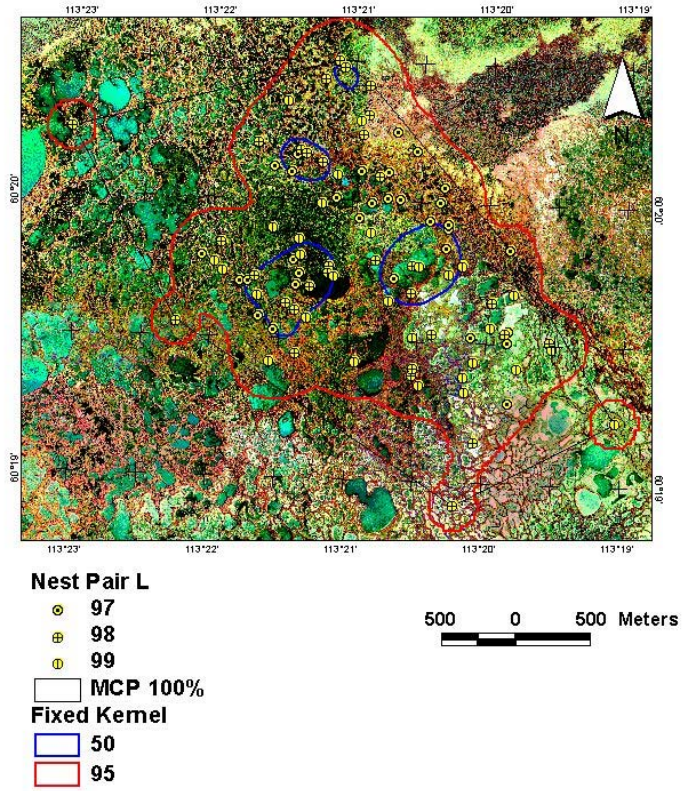 113°23' 113°22' 113°21' 113°20' 113°19'
N
60°20' 60°20'
60°19' 60°19'
113°23' 113°22' 113°21' 113°20' 113°19'
Nest Pair L
97
98
99
MCP 100%
Fixed Kernel
50
95
500 0 500 Meters